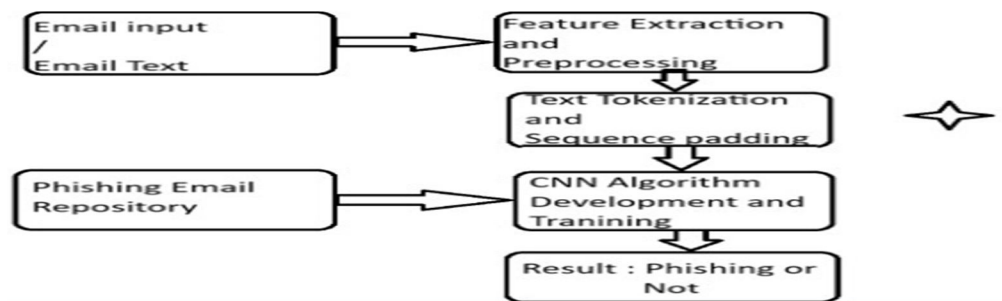 Email input
/
Email Text
Feature Extraction
and
Preprocessing
Text Tokenization
and
Sequence padding
Phishing Email
Repository
CNN Algorithm
Development and
Tranining
Result : Phishing or
Not